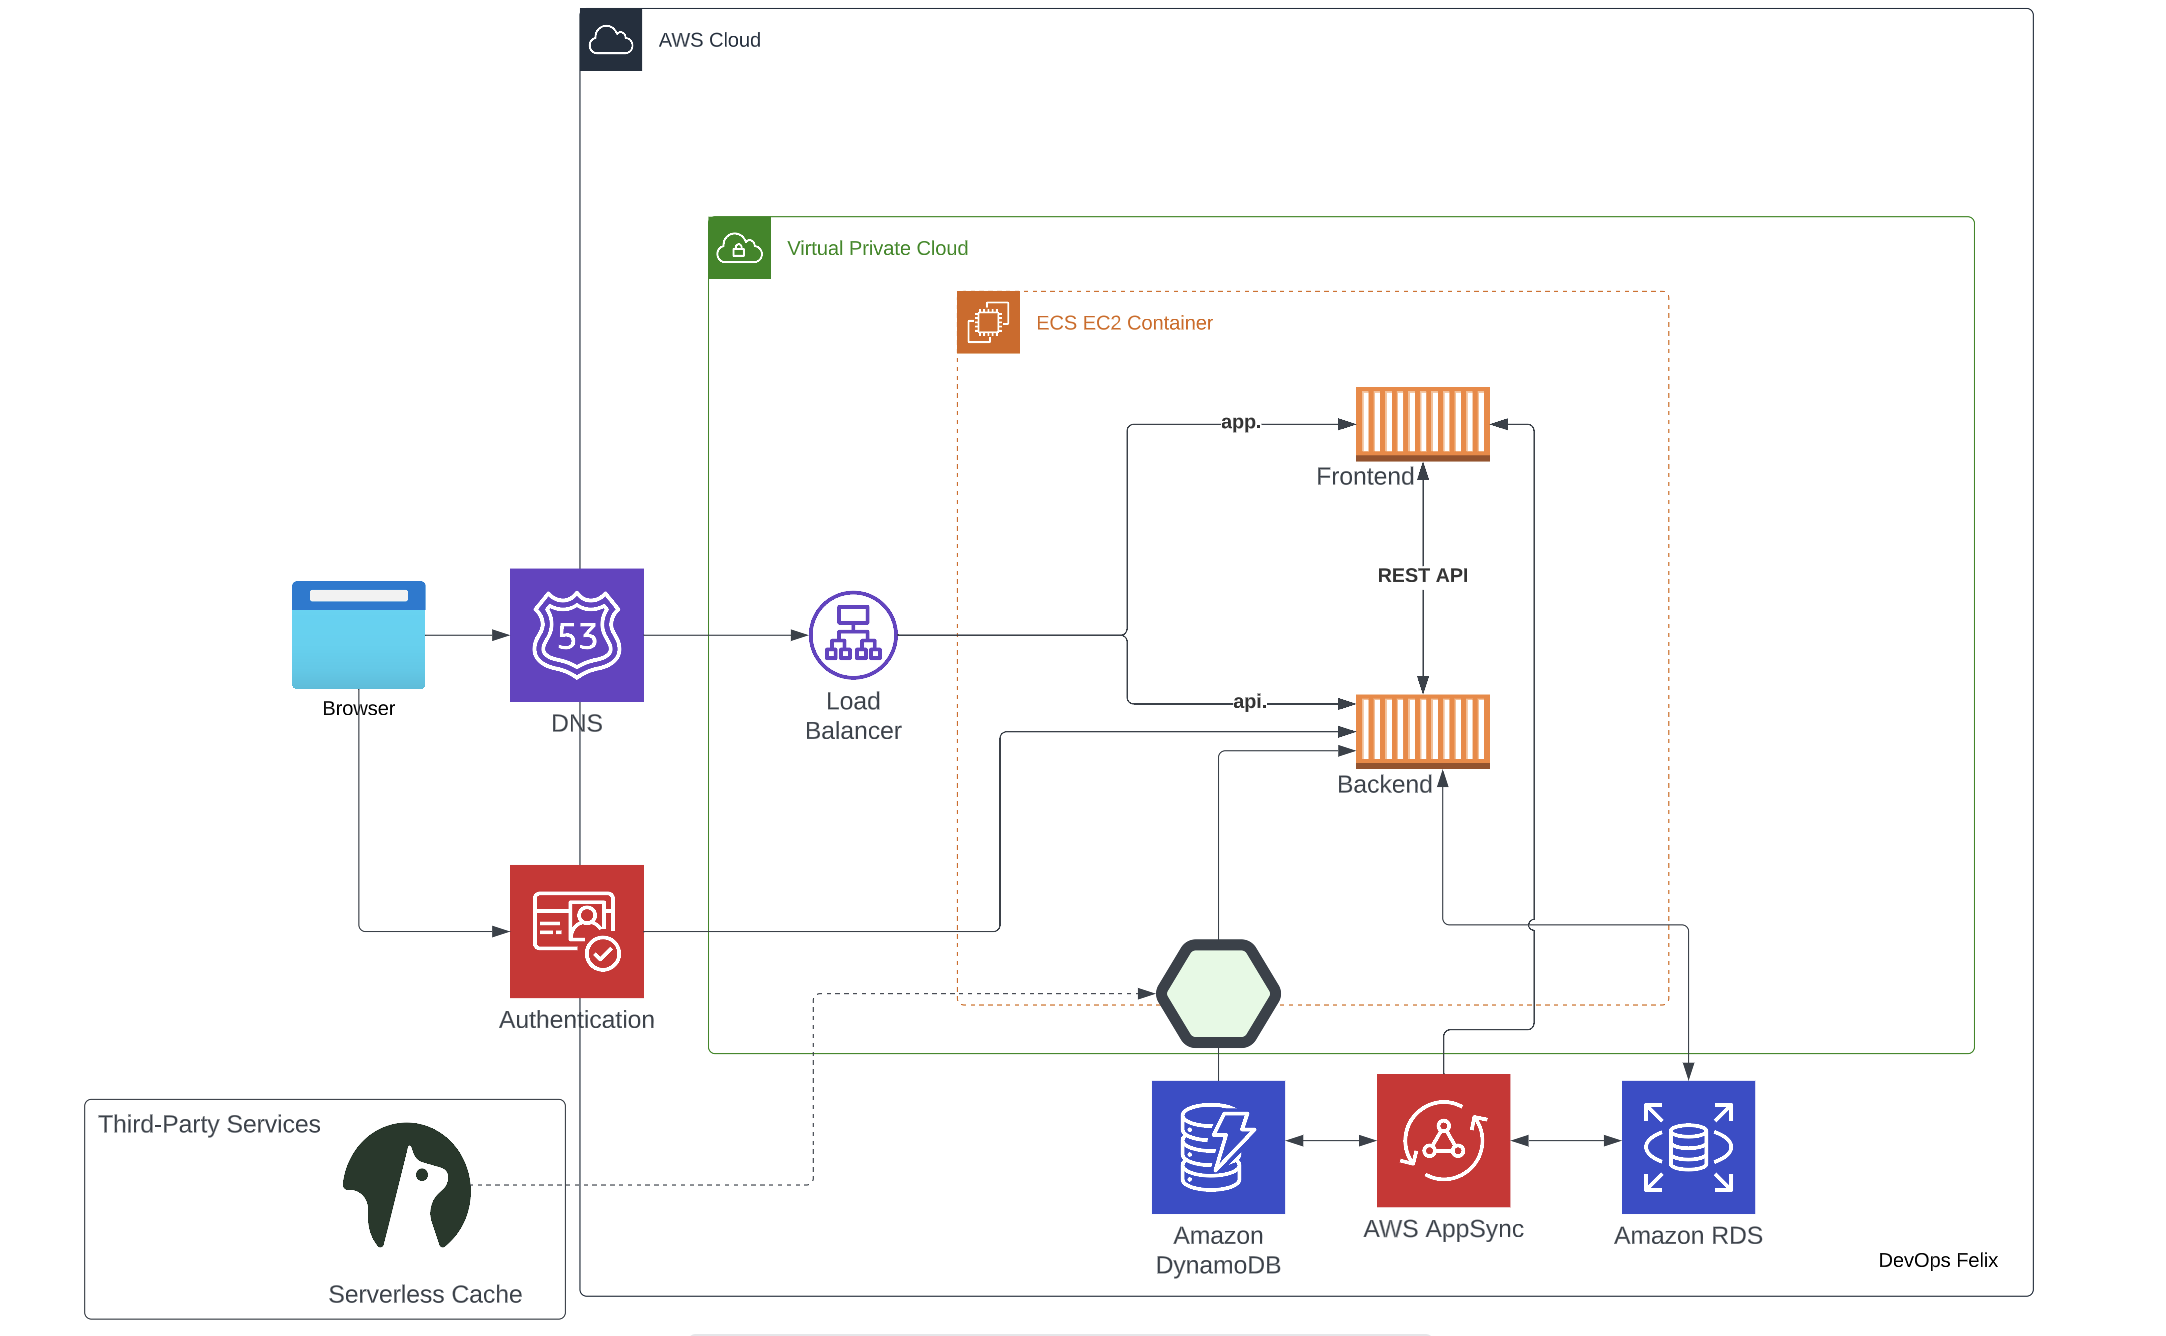 AWS Cloud
Virtual Private Cloud
ECS EC2 Container
app.
Frontend
REST API
53
Browser
DNS
Load
Balancer
api.
Backend
Authentication
Third-Party Services
Serverless Cache
Amazon
DynamoDB
AWS AppSync
Amazon RDS
DevOps Felix